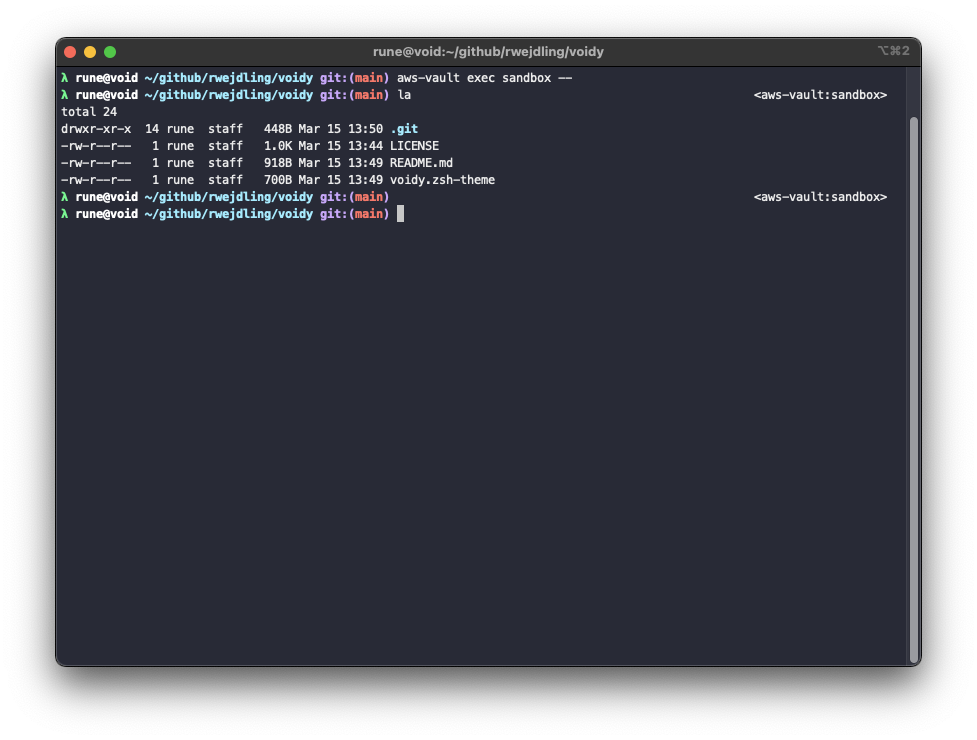 rune@void:~/github/rwejdling/voidy ⌥⌘2
λ rune@void ~/github/rwejdling/voidy git:(main) aws-vault exec sandbox --
λ rune@void ~/github/rwejdling/voidy git:(main) la <aws-vault:sandbox>
total 24
drwxr-xr-x 14 rune staff 448B Mar 15 13:50 .git
-rw-r--r-- 1 rune staff 1.0K Mar 15 13:44 LICENSE
-rw-r--r-- 1 rune staff 918B Mar 15 13:49 README.md
-rw-r--r-- 1 rune staff 700B Mar 15 13:49 voidy.zsh-theme
λ rune@void ~/github/rwejdling/voidy git:(main) <aws-vault:sandbox>
λ rune@void ~/github/rwejdling/voidy git:(main)